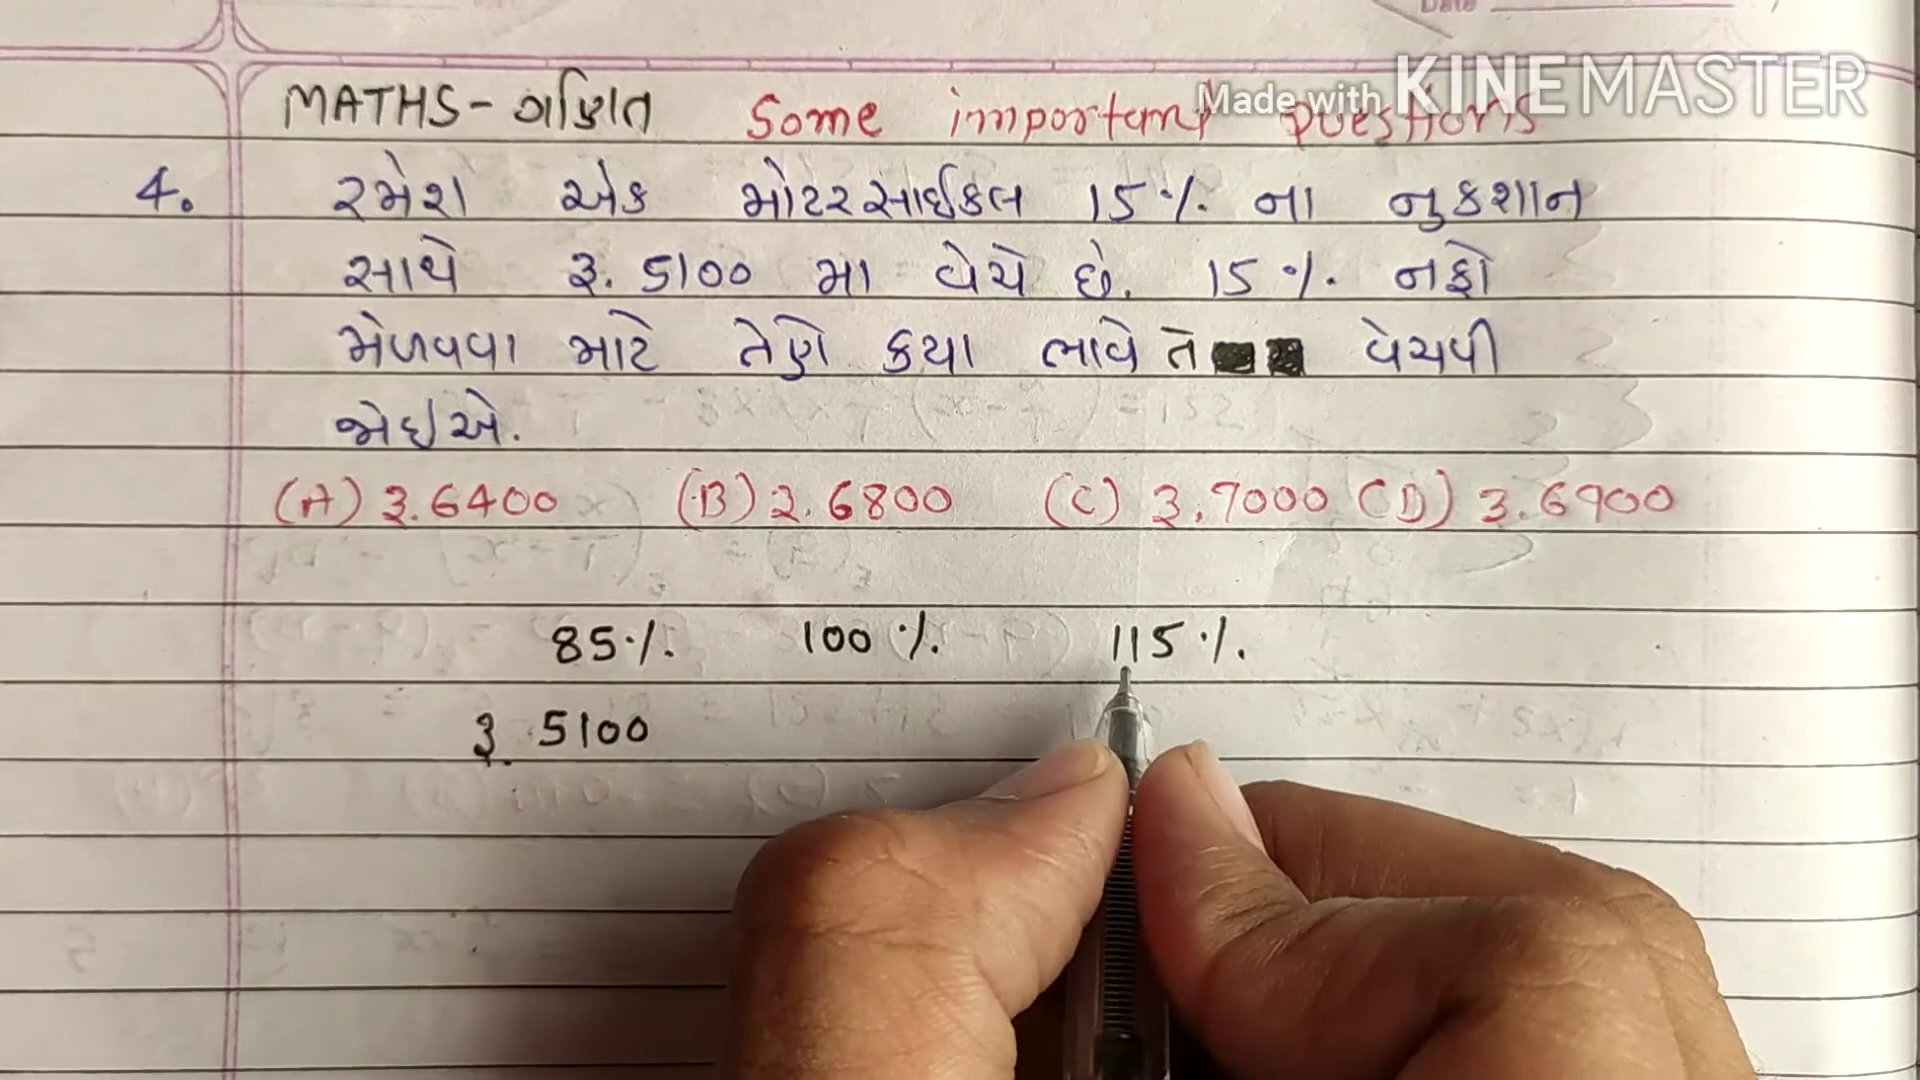 Date
Made with KINEMASTER
MATHS - ગણિત Some important questions
4. રમેશ એક મોટરસાઈકલ 15% ના નુકશાન
સાથે રૂ. 5100 મા વેચે છે. 15% નફો
મેળવવા માટે તેણે કયા ભાવે તે વેચવી
જોઈએ.
(A) રૂ.6400 (B) રૂ.6800 (C) રૂ.7000 (D) રૂ.6900
85% 100% 115%
રૂ. 5100